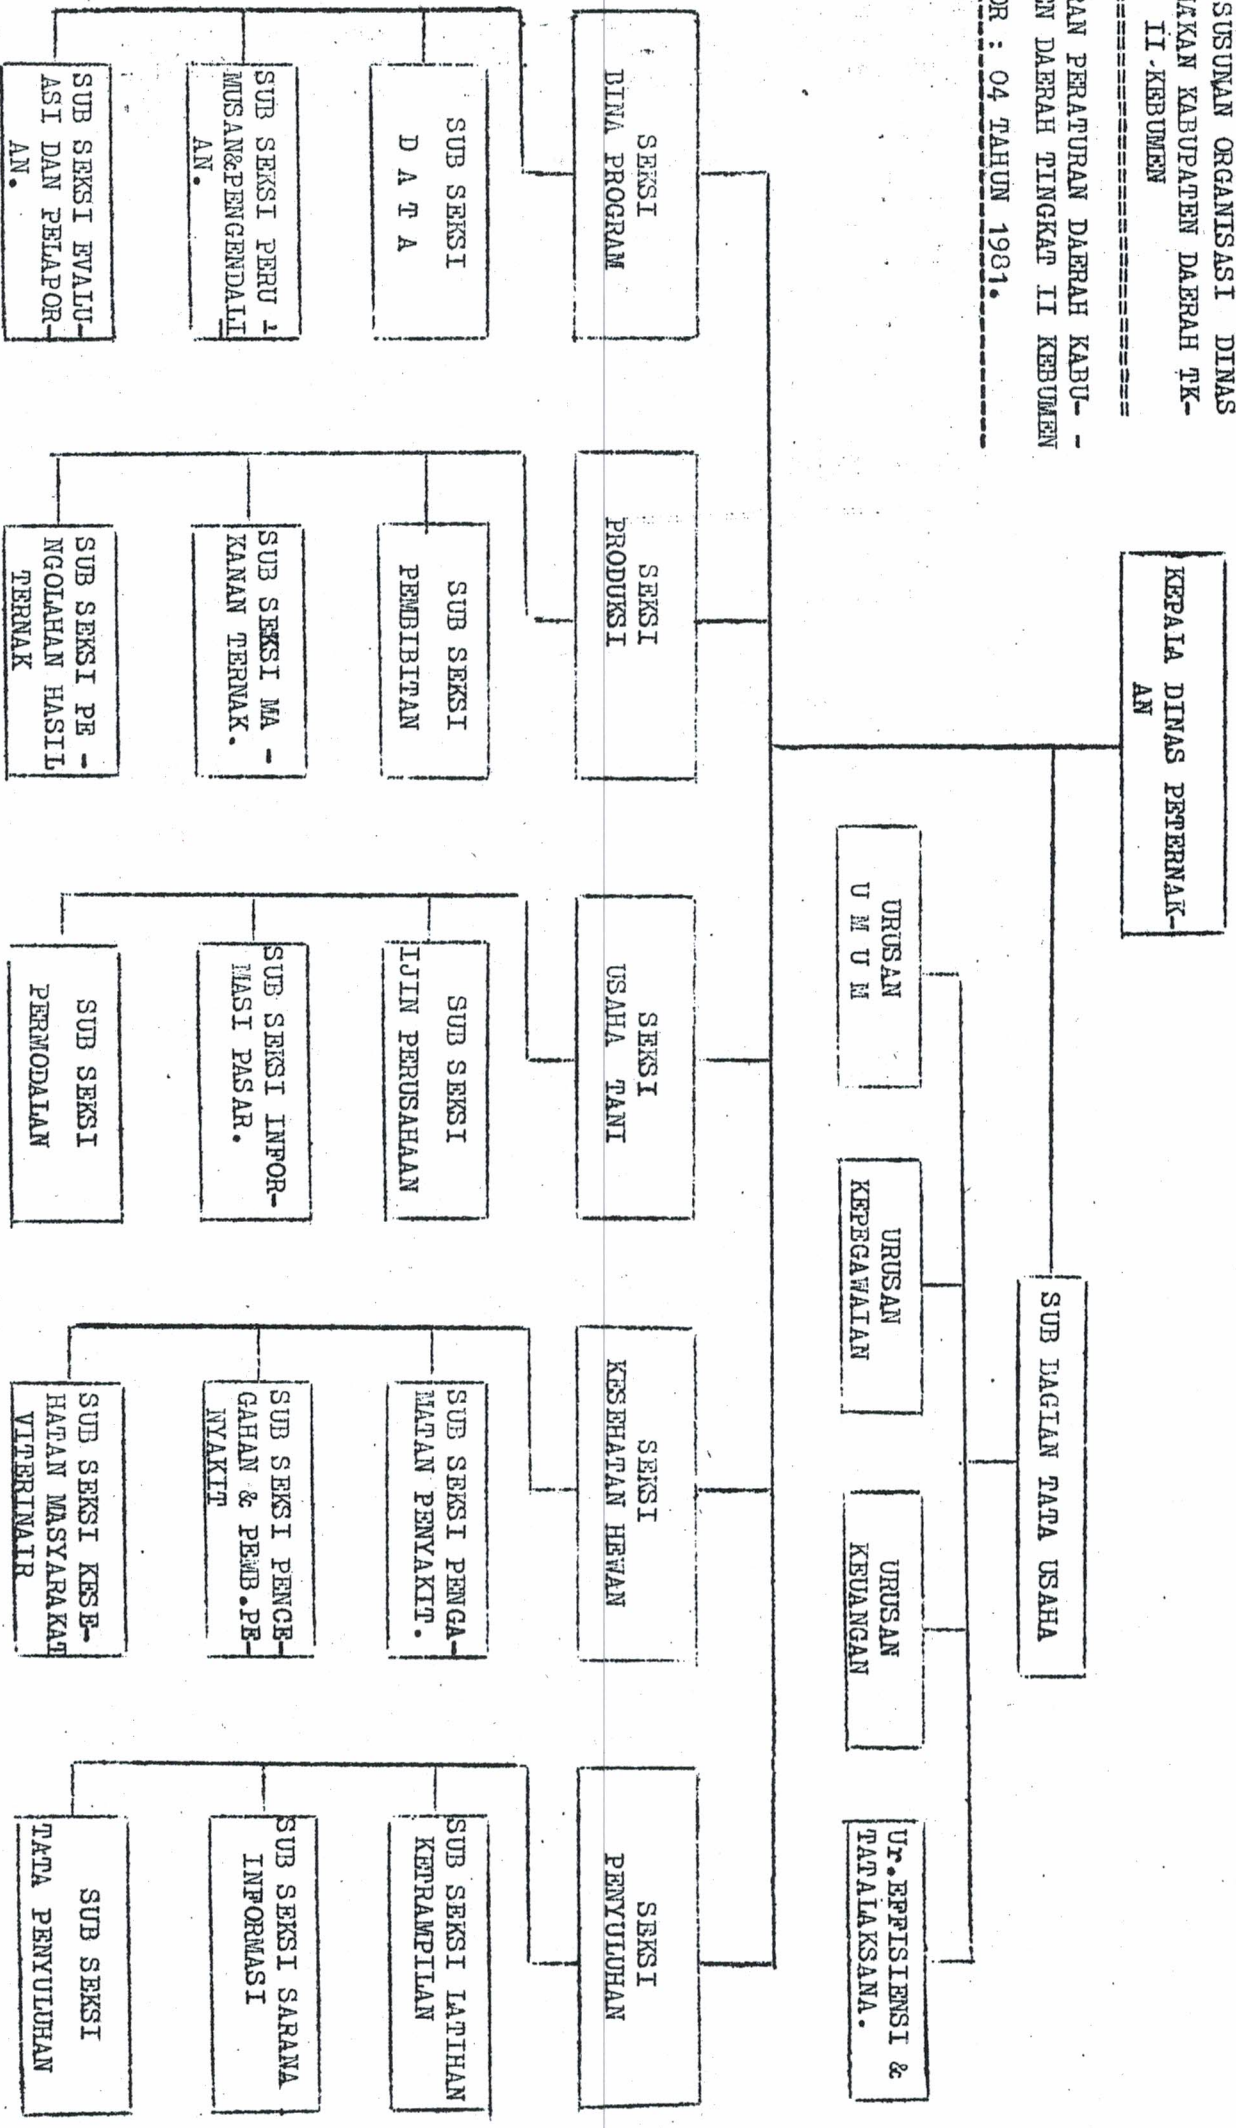 SUSUNAN ORGANISASI DINAS
AKAN KABUPATEN DAERAH TK-
II-KEBUMEN
RAN PERATURAN DAERAH KABU- -
EN DAERAH TINGKAT II KEBUMEN
OR : 04 TAHUN 1981.
KEPALA DINAS PETERNAK-
AN
SUB BAGIAN TATA USAHA
URUSAN
U M U M
URUSAN
KEPEGAWAIAN
URUSAN
KEUANGAN
Ur.EFFISIENSI &
TATALAKSANA.
SEKSI
BINA PROGRAM
SEKSI
PRODUKSI
SEKSI
USAHA TANI
SEKSI
KESEHATAN HEWAN
SEKSI
PENYULUHAN
SUB SEKSI
D A T A
SUB SEKSI
PEMBIBITAN
SUB SEKSI
IJIN PERUSAHAAN
SUB SEKSI PENGA-
MATAN PENYAKIT.
SUB SEKSI LATIHAN
KETRAMPILAN
SUB SEKSI PERU -
MUSAN&PENGENDALI
AN.
SUB SEKSI MA -
KANAN TERNAK.
SUB SEKSI INFOR-
MASI PASAR.
SUB SEKSI PENCE-
GAHAN & PEMB.PE-
NYAKIT
SUB SEKSI SARANA
INFORMASI
SUB SEKSI EVALU-
ASI DAN PELAPOR-
AN.
SUB SEKSI PE -
NGOLAHAN HASIL
TERNAK
SUB SEKSI
PERMODALAN
SUB SEKSI KESE-
HATAN MASYARAKAT
VITERINAIR
SUB SEKSI
TATA PENYULUHAN